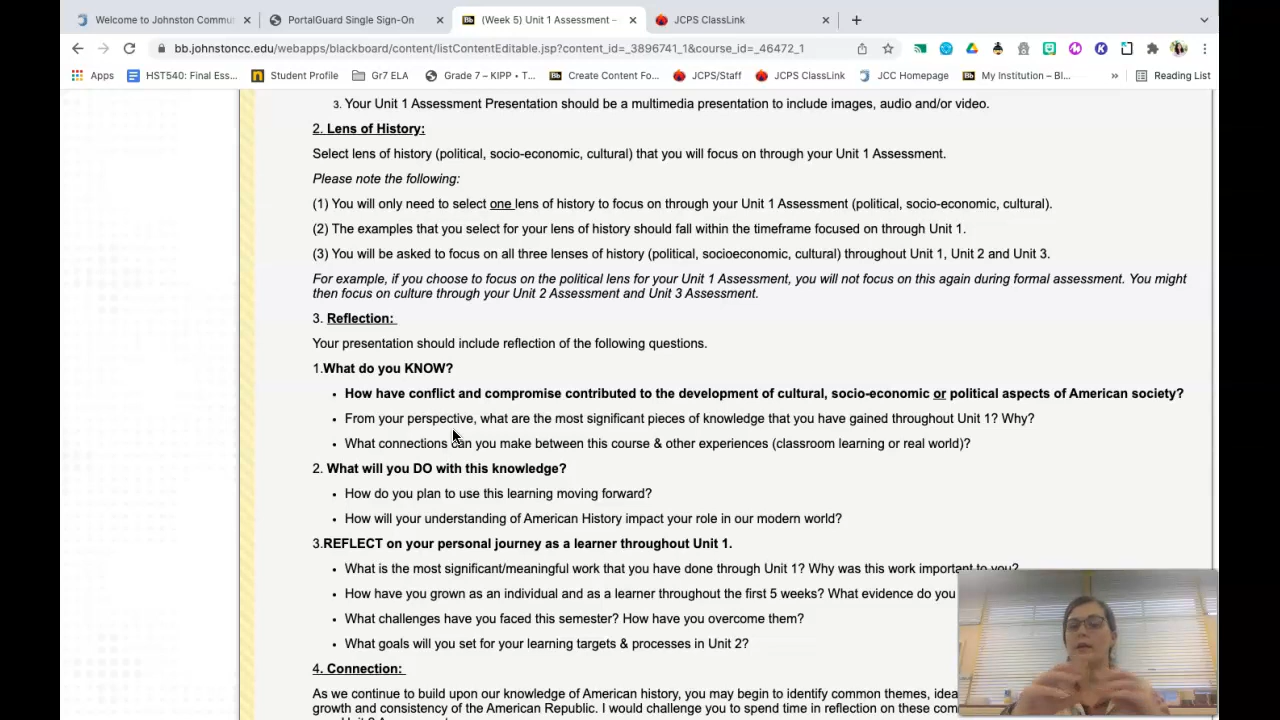 Welcome to Johnston Commu
PortalGuard Single Sign-On
(Week 5) Unit 1 Assessment –
JCPS ClassLink
bb.johnstoncc.edu/webapps/blackboard/content/listContentEditable.jsp?content_id=_3896741_1&course_id=_46472_1
Apps
HST540: Final Ess...
Student Profile
Gr7 ELA
Grade 7 – KIPP • T...
Create Content Fo...
JCPS/Staff
JCPS ClassLink
JCC Homepage
My Institution – Bl...
»
Reading List
3. Your Unit 1 Assessment Presentation should be a multimedia presentation to include images, audio and/or video.
2. Lens of History:
Select lens of history (political, socio-economic, cultural) that you will focus on through your Unit 1 Assessment.
Please note the following:
(1) You will only need to select one lens of history to focus on through your Unit 1 Assessment (political, socio-economic, cultural).
(2) The examples that you select for your lens of history should fall within the timeframe focused on through Unit 1.
(3) You will be asked to focus on all three lenses of history (political, socioeconomic, cultural) throughout Unit 1, Unit 2 and Unit 3.
For example, if you choose to focus on the political lens for your Unit 1 Assessment, you will not focus on this again during formal assessment. You might
then focus on culture through your Unit 2 Assessment and Unit 3 Assessment.
3. Reflection:
Your presentation should include reflection of the following questions.
1.What do you KNOW?
• How have conflict and compromise contributed to the development of cultural, socio-economic or political aspects of American society?
• From your perspective, what are the most significant pieces of knowledge that you have gained throughout Unit 1? Why?
• What connections can you make between this course & other experiences (classroom learning or real world)?
2. What will you DO with this knowledge?
• How do you plan to use this learning moving forward?
• How will your understanding of American History impact your role in our modern world?
3.REFLECT on your personal journey as a learner throughout Unit 1.
• What is the most significant/meaningful work that you have done through Unit 1? Why was this work important to you?
• How have you grown as an individual and as a learner throughout the first 5 weeks? What evidence do you
• What challenges have you faced this semester? How have you overcome them?
• What goals will you set for your learning targets & processes in Unit 2?
4. Connection:
As we continue to build upon our knowledge of American history, you may begin to identify common themes, idea
growth and consistency of the American Republic. I would challenge you to spend time in reflection on these com